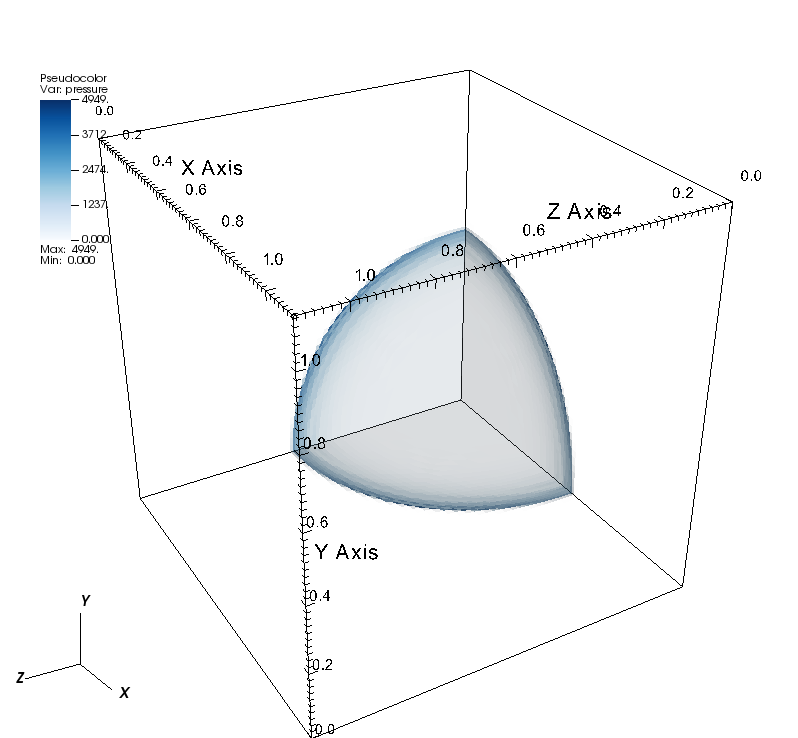 Pseudocolor
Var: pressure
4949.
3712.
2474.
1237.
0.000
Max: 4949.
Min: 0.000
0.0
0.2
0.4
0.6
0.8
1.0
X Axis
0.0
0.2
0.4
0.6
0.8
1.0
Z Axis
1.0
0.8
0.6
0.4
0.2
0.0
Y Axis
Y
Z
X